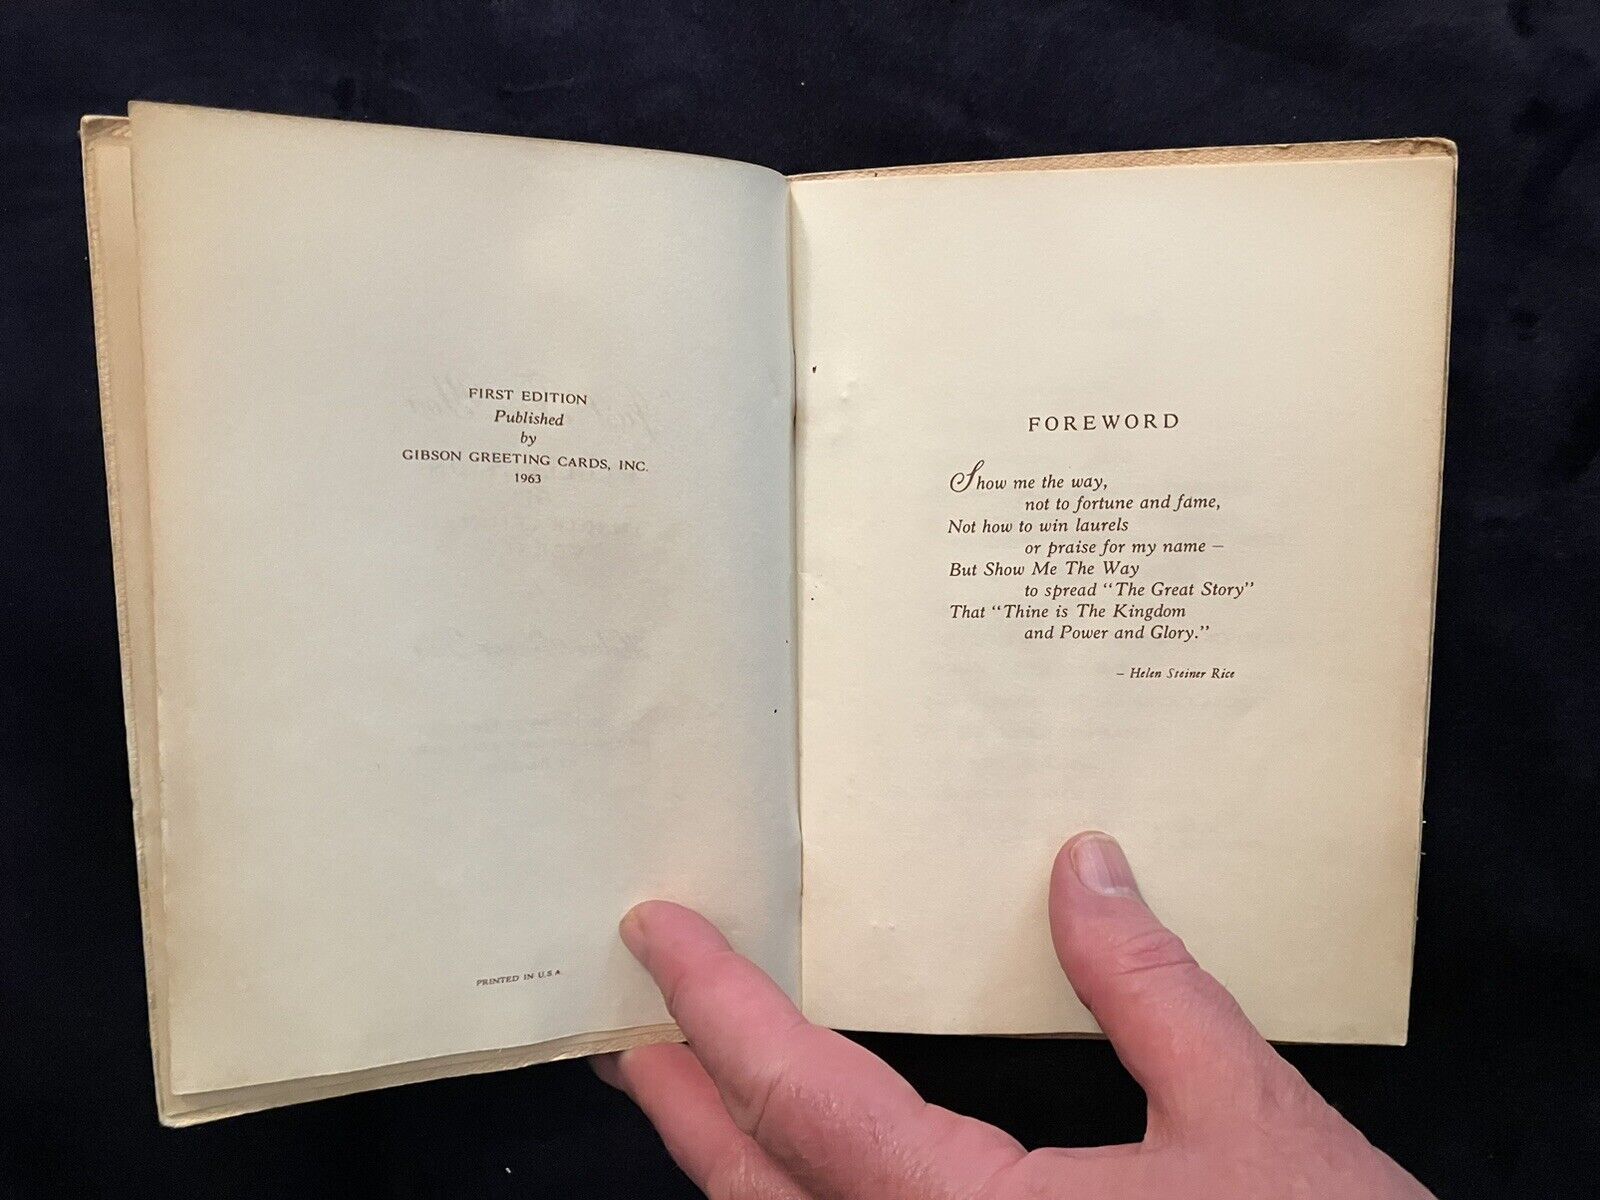 FIRST EDITION
Published
by
GIBSON GREETING CARDS, INC.
1963
PRINTED IN U.S.A.
FOREWORD
Show me the way,
not to fortune and fame,
Not how to win laurels
or praise for my name –
But Show Me The Way
to spread "The Great Story"
That "Thine is The Kingdom
and Power and Glory."
– Helen Steiner Rice